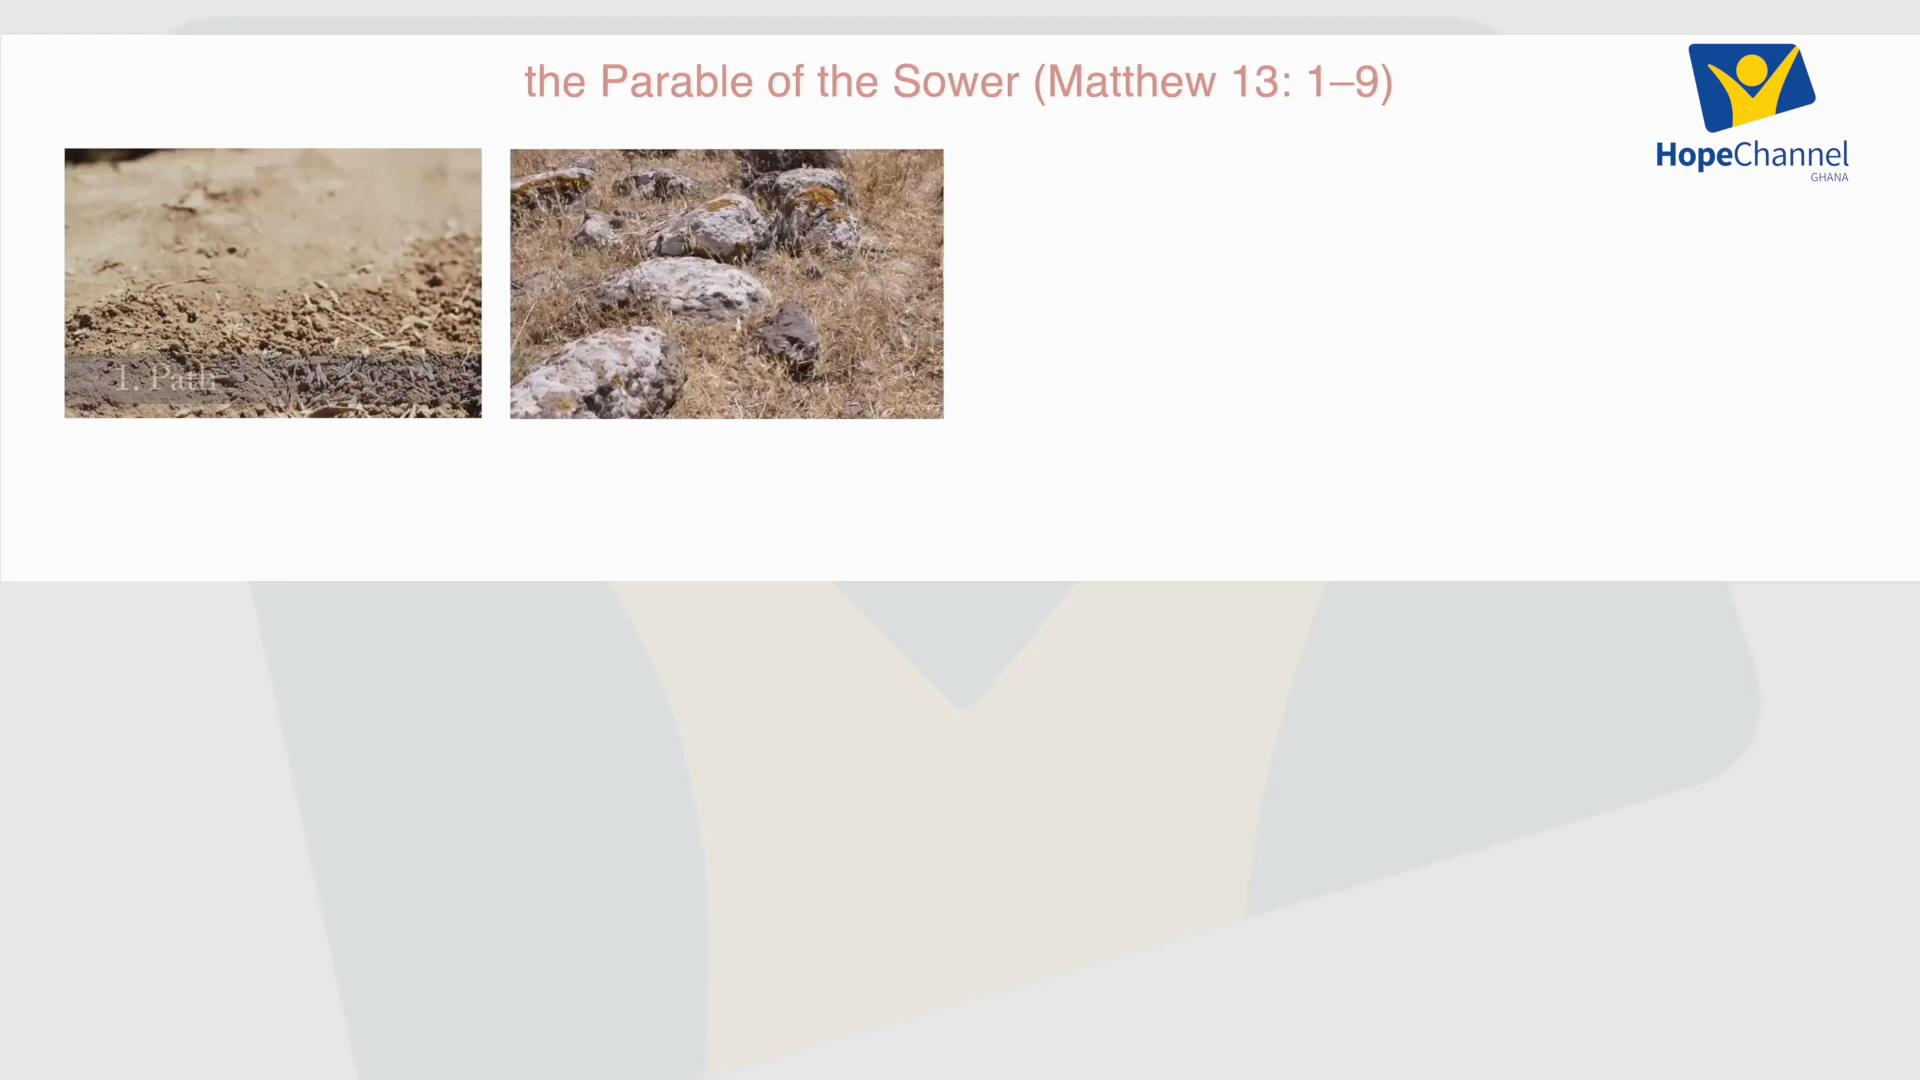 the Parable of the Sower (Matthew 13: 1–9)
HopeChannel
GHANA
1. Path